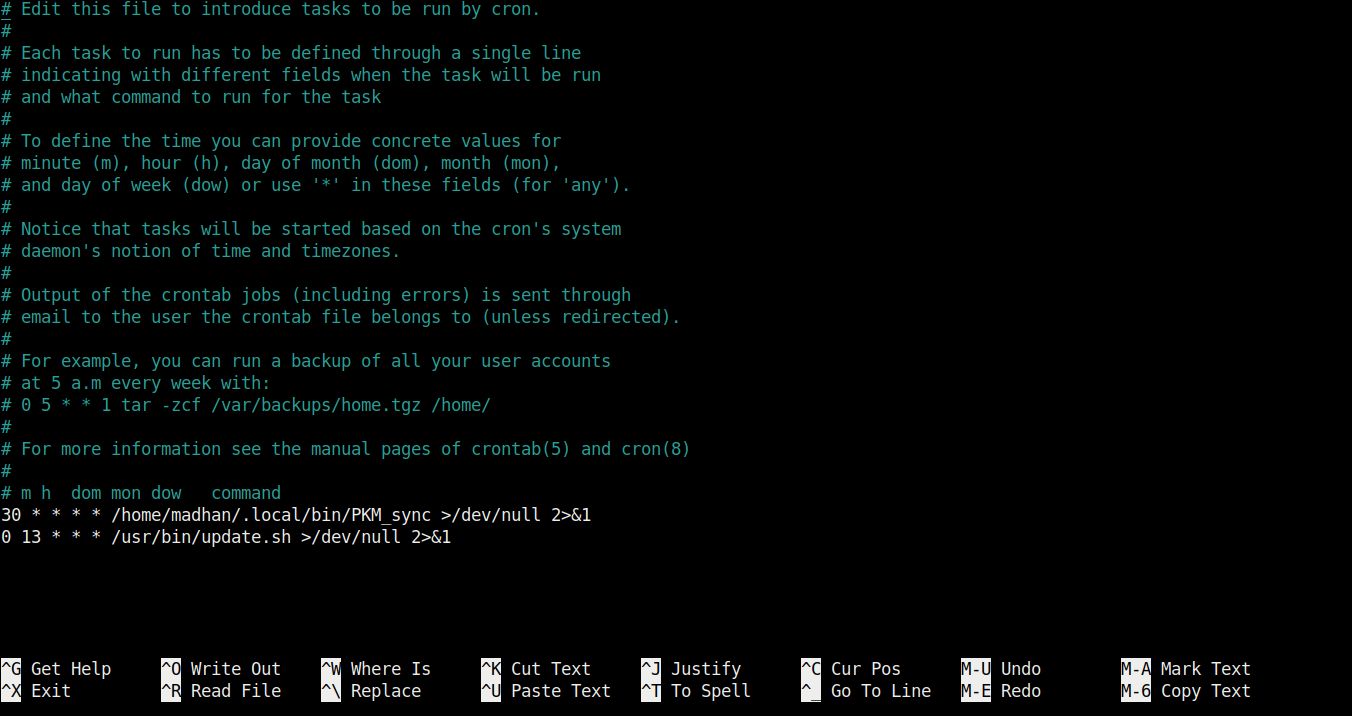 # Edit this file to introduce tasks to be run by cron.
#
# Each task to run has to be defined through a single line
# indicating with different fields when the task will be run
# and what command to run for the task
#
# To define the time you can provide concrete values for
# minute (m), hour (h), day of month (dom), month (mon),
# and day of week (dow) or use '*' in these fields (for 'any').
#
# Notice that tasks will be started based on the cron's system
# daemon's notion of time and timezones.
#
# Output of the crontab jobs (including errors) is sent through
# email to the user the crontab file belongs to (unless redirected).
#
# For example, you can run a backup of all your user accounts
# at 5 a.m every week with:
# 0 5 * * 1 tar -zcf /var/backups/home.tgz /home/
#
# For more information see the manual pages of crontab(5) and cron(8)
#
# m h  dom mon dow   command
30 * * * * /home/madhan/.local/bin/PKM_sync >/dev/null 2>&1
0 13 * * * /usr/bin/update.sh >/dev/null 2>&1
^G Get Help ^O Write Out ^W Where Is ^K Cut Text ^J Justify ^C Cur Pos M-U Undo M-A Mark Text
^X Exit ^R Read File ^\ Replace ^U Paste Text ^T To Spell ^_ Go To Line M-E Redo M-6 Copy Text